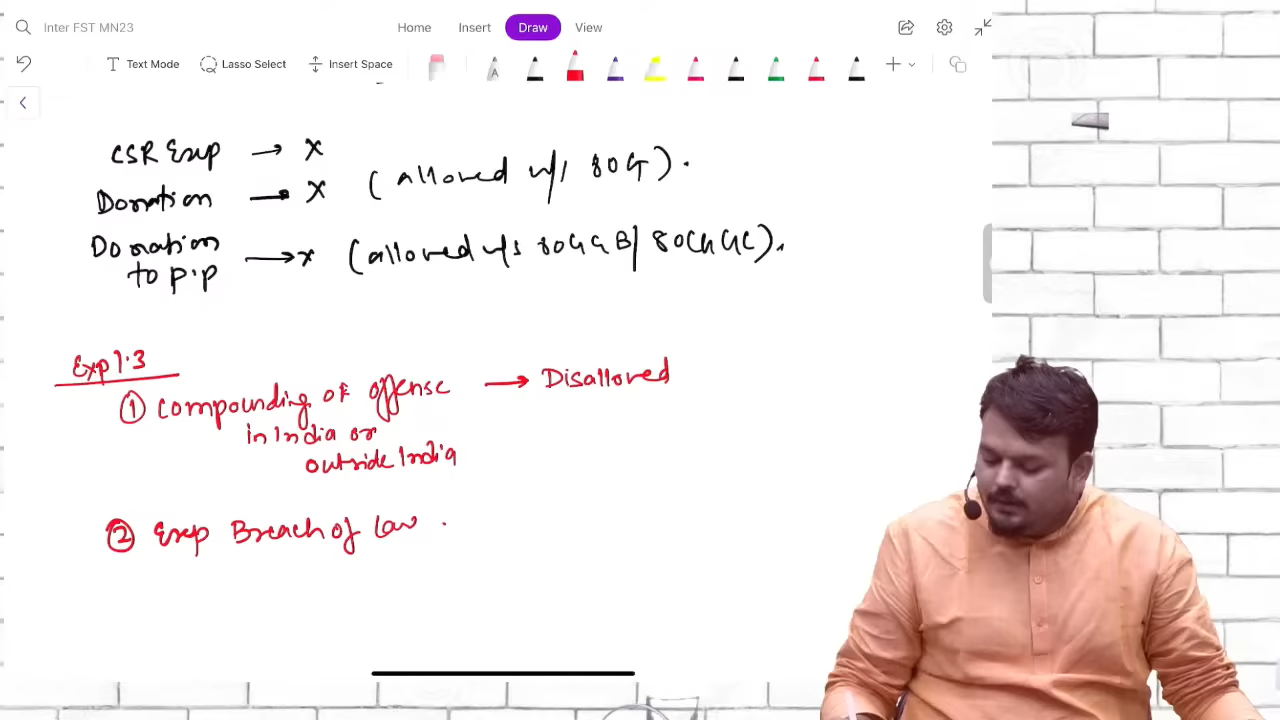 Inter FST MN23
Home Insert Draw View
Text Mode Lasso Select Insert Space
CSR Exp → X
Donation → X (allowed u/s 80G).
Donation to P.P → X (allowed u/s 80GGB/80GGC).
Expl.3
① Compounding of offense → Disallowed
in India or
outside India
② Exp Breach of Law.